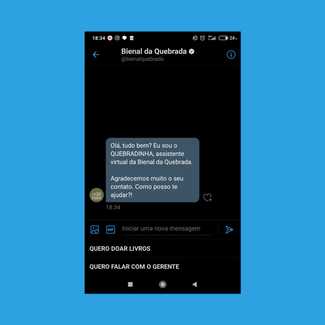 18:34
24%
Bienal da Quebrada
@bienalquebrada
Olá, tudo bem? Eu sou o
QUEBRADINHA, assistente
virtual da Bienal da Quebrada.
Agradecemos muito o seu
contato. Como posso te
ajudar?!
18:34
GIF
Iniciar uma nova mensagem
QUERO DOAR LIVROS
QUERO FALAR COM O GERENTE